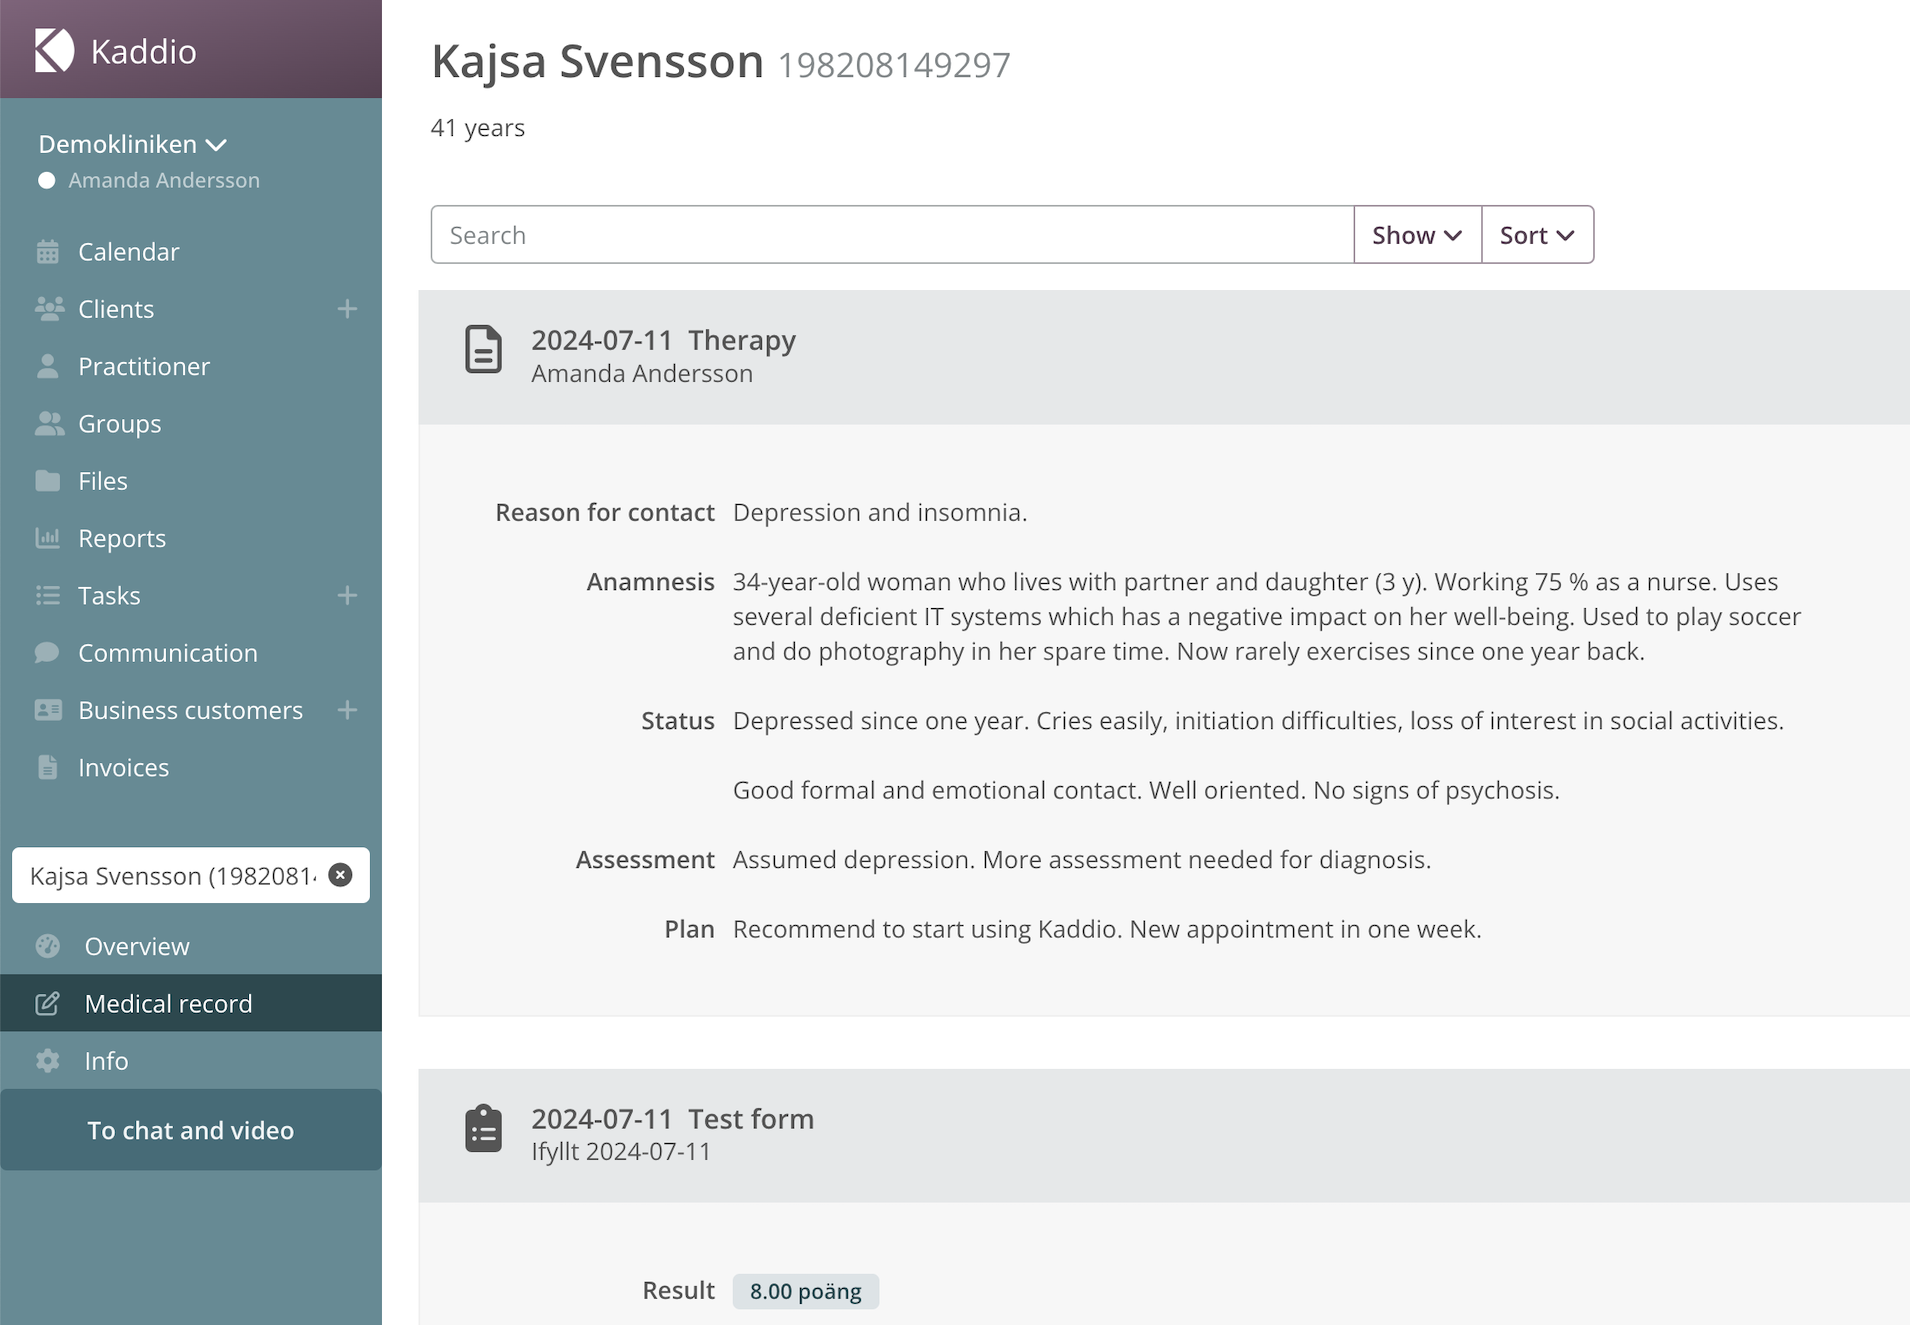 Kaddio
Demokliniken
Amanda Andersson
Calendar
Clients
Practitioner
Groups
Files
Reports
Tasks
Communication
Business customers
Invoices
Kajsa Svensson (1982081
Overview
Medical record
Info
To chat and video
Kajsa Svensson 198208149297
41 years
Search
Show
Sort
2024-07-11 Therapy
Amanda Andersson
Reason for contact Depression and insomnia.
Anamnesis 34-year-old woman who lives with partner and daughter (3 y). Working 75 % as a nurse. Uses
several deficient IT systems which has a negative impact on her well-being. Used to play soccer
and do photography in her spare time. Now rarely exercises since one year back.
Status Depressed since one year. Cries easily, initiation difficulties, loss of interest in social activities.
Good formal and emotional contact. Well oriented. No signs of psychosis.
Assessment Assumed depression. More assessment needed for diagnosis.
Plan Recommend to start using Kaddio. New appointment in one week.
2024-07-11 Test form
Ifyllt 2024-07-11
Result 8.00 poäng